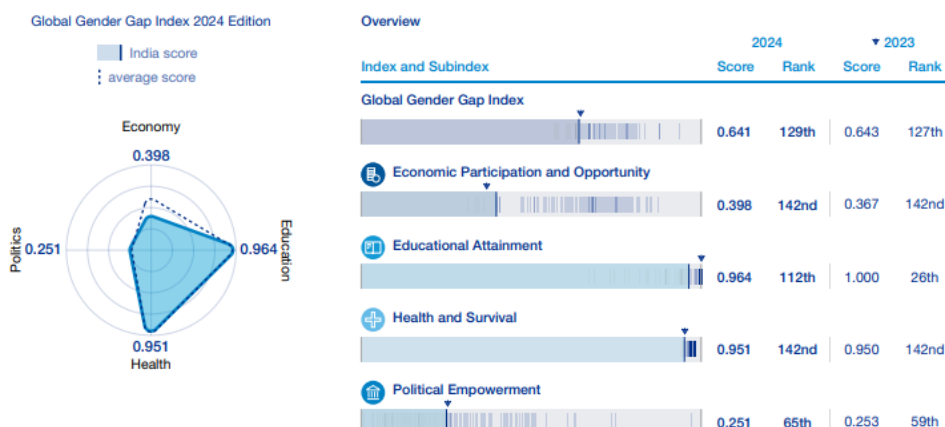 Global Gender Gap Index 2024 Edition
India score
average score
Economy
0.398
Politics
0.251
0.964
Education
0.951
Health
Overview
2024
2023
Index and Subindex
Score Rank Score Rank
Global Gender Gap Index
0.641 129th 0.643 127th
Economic Participation and Opportunity
0.398 142nd 0.367 142nd
Educational Attainment
0.964 112th 1.000 26th
Health and Survival
0.951 142nd 0.950 142nd
Political Empowerment
0.251 65th 0.253 59th